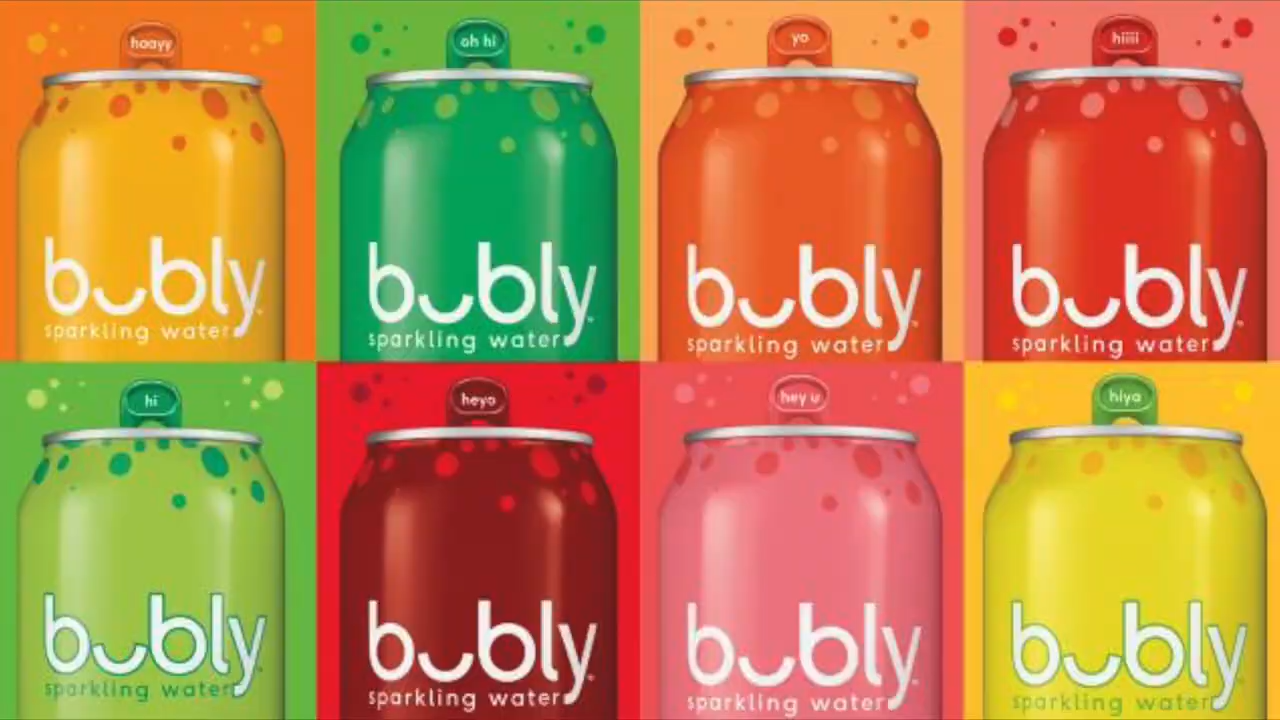 haayy
oh hi
yo
hiiii
bubly
sparkling water
bubly
sparkling water
bubly
sparkling water
bubly
sparkling water
hi
heyo
hey u
hiya
bubly
sparkling water
bubly
sparkling water
bubly
sparkling water
bubly
sparkling water